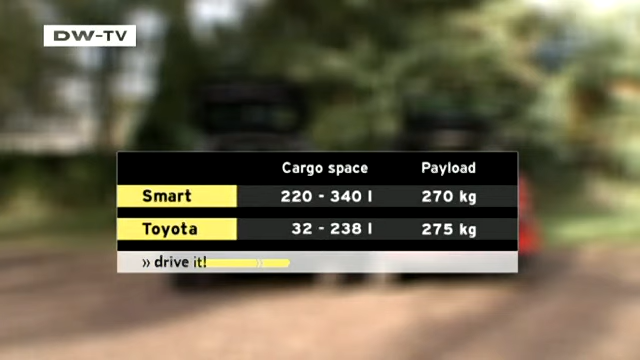 DW-TV
Cargo space Payload
Smart 220 - 340 l 270 kg
Toyota 32 - 238 l 275 kg
» drive it!